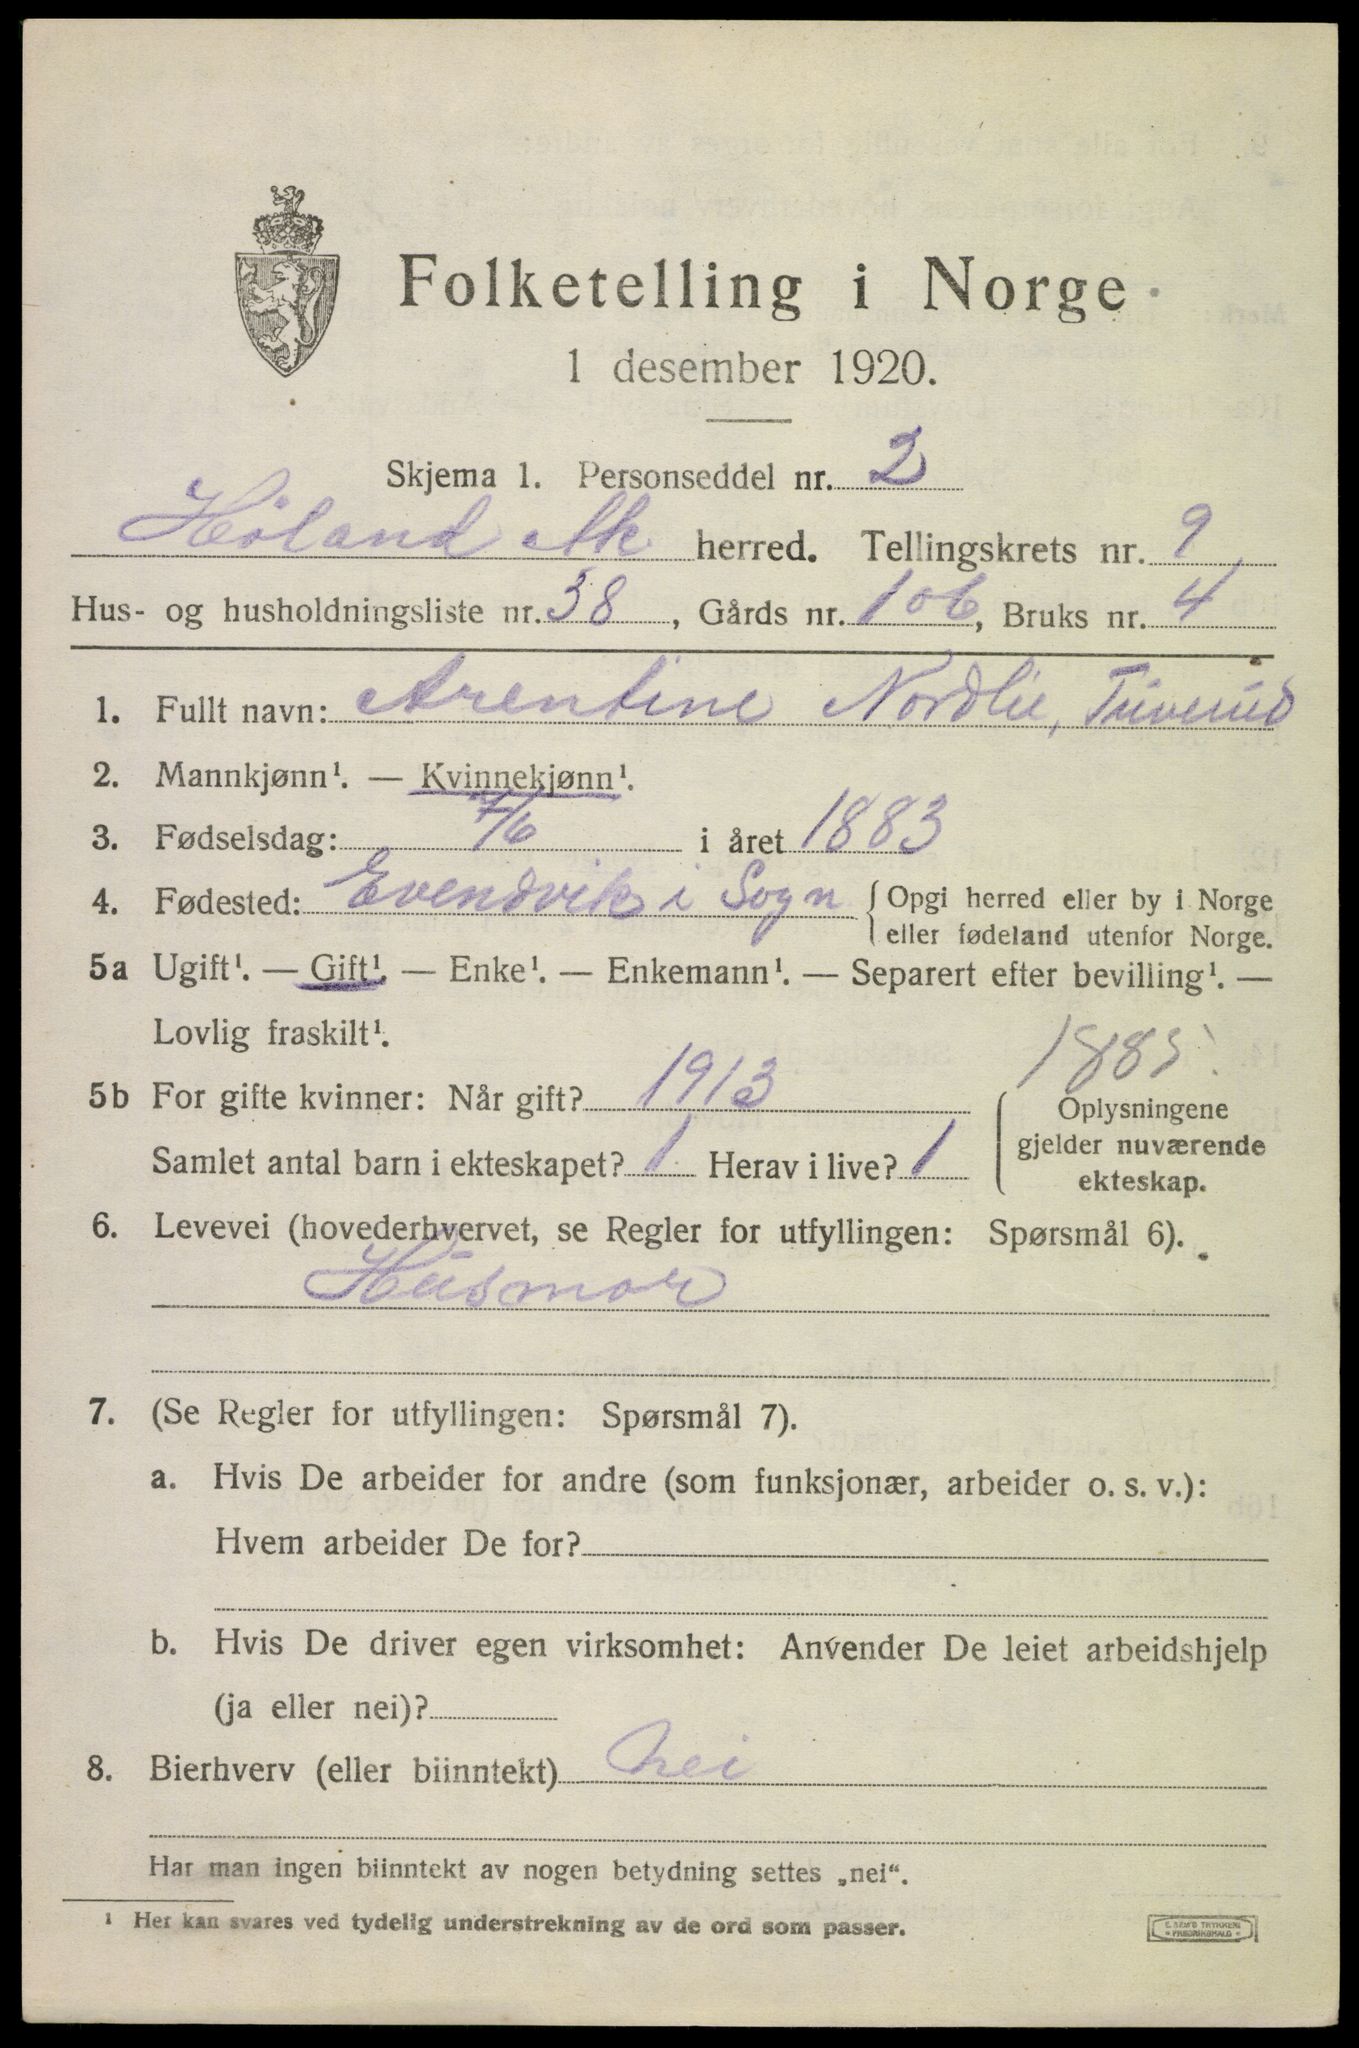 Folketelling i Norge
1 desember 1920.
Skjema 1. Personseddel nr. 2
Høland Ak herred. Tellingskrets nr. 9
Hus- og husholdningsliste nr. 38, Gårds nr. 106, Bruks nr. 4
1. Fullt navn: Arentine Nordlie,
2. Mannkjønn¹. — Kvinnekjønn¹.
3. Fødselsdag: 7/6 i året 1883
4. Fødested: Evendvik i Sogn { Opgi herred eller by i Norge
eller fødeland utenfor Norge.
5a Ugift¹. — Gift¹. — Enke¹. — Enkemann¹. — Separert efter bevilling¹. —
Lovlig fraskilt¹.
1885
5b For gifte kvinner: Når gift? 1913
Samlet antal barn i ekteskapet? 1 Herav i live? 1
Oplysningene
gjelder nuværende
ekteskap.
6. Levevei (hovederhvervet, se Regler for utfyllingen: Spørsmål 6).
Husmor
7. (Se Regler for utfyllingen: Spørsmål 7).
a. Hvis De arbeider for andre (som funksjonær, arbeider o. s. v.):
Hvem arbeider De for?
b. Hvis De driver egen virksomhet: Anvender De leiet arbeidshjelp
(ja eller nei)?
8. Bierhverv (eller biinntekt) Nei
Har man ingen biinntekt av nogen betydning settes „nei“.
¹ Her kan svares ved tydelig understrekning av de ord som passer.
E. SEM'S TRYKKERI
FREDRIKSHALD